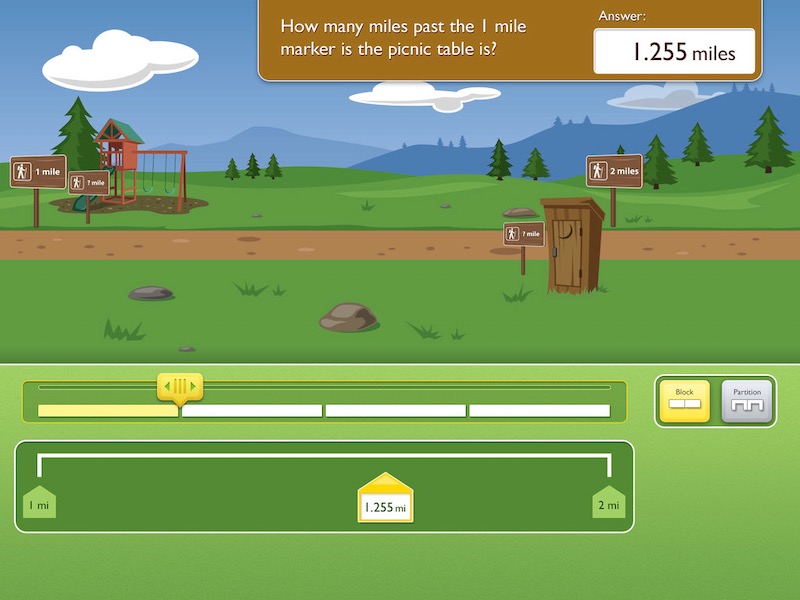 How many miles past the 1 mile
marker is the picnic table is?
Answer:
1.255 miles
1 mile
? mile
2 miles
? mile
Block
Partition
1 mi
1.255 mi
2 mi